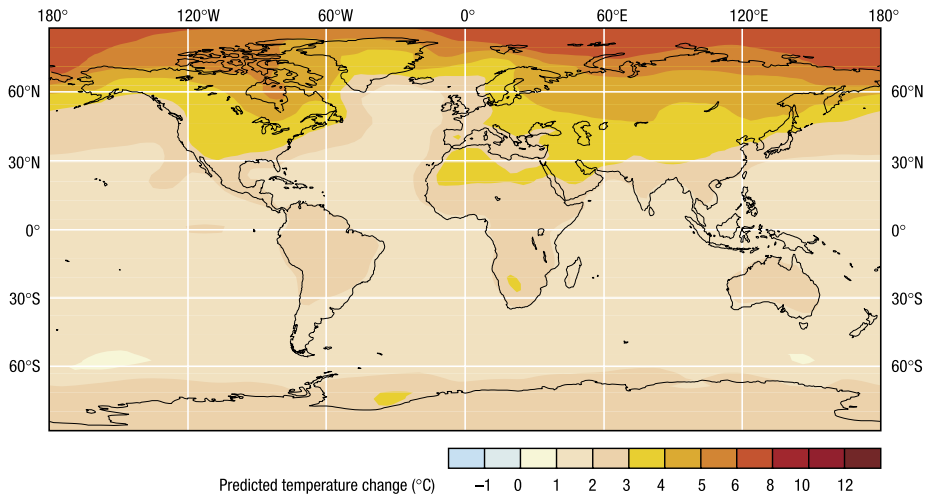 180° 120°W 60°W 0° 60°E 120°E 180°
60°N 60°N
30°N 30°N
0° 0°
30°S 30°S
60°S 60°S
Predicted temperature change (°C) –1 0 1 2 3 4 5 6 8 10 12